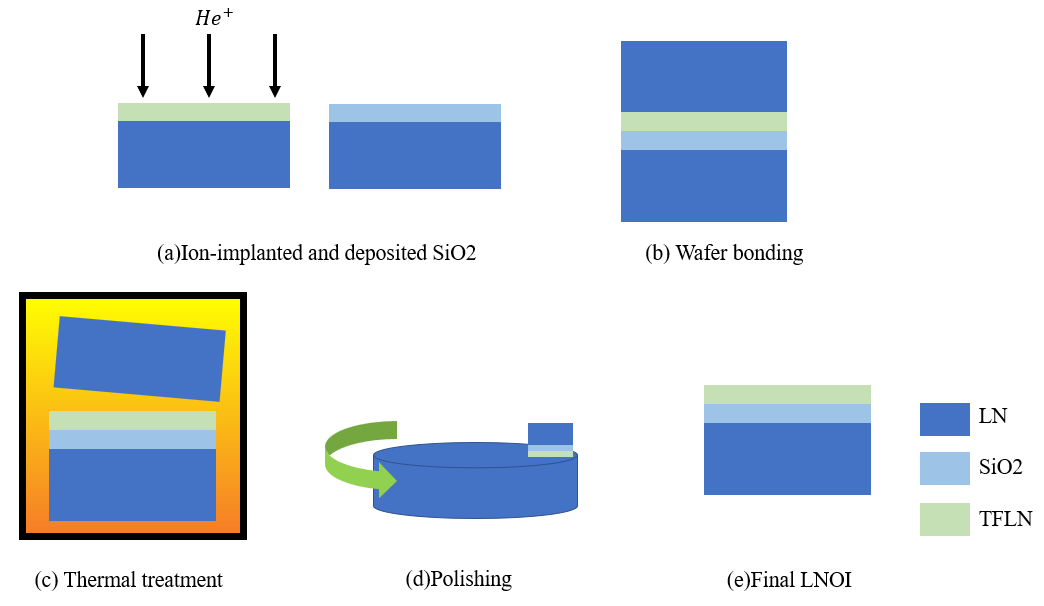 He⁺
(a)Ion-implanted and deposited SiO2
(b) Wafer bonding
(c) Thermal treatment
(d)Polishing
(e)Final LNOI
LN
SiO2
TFLN